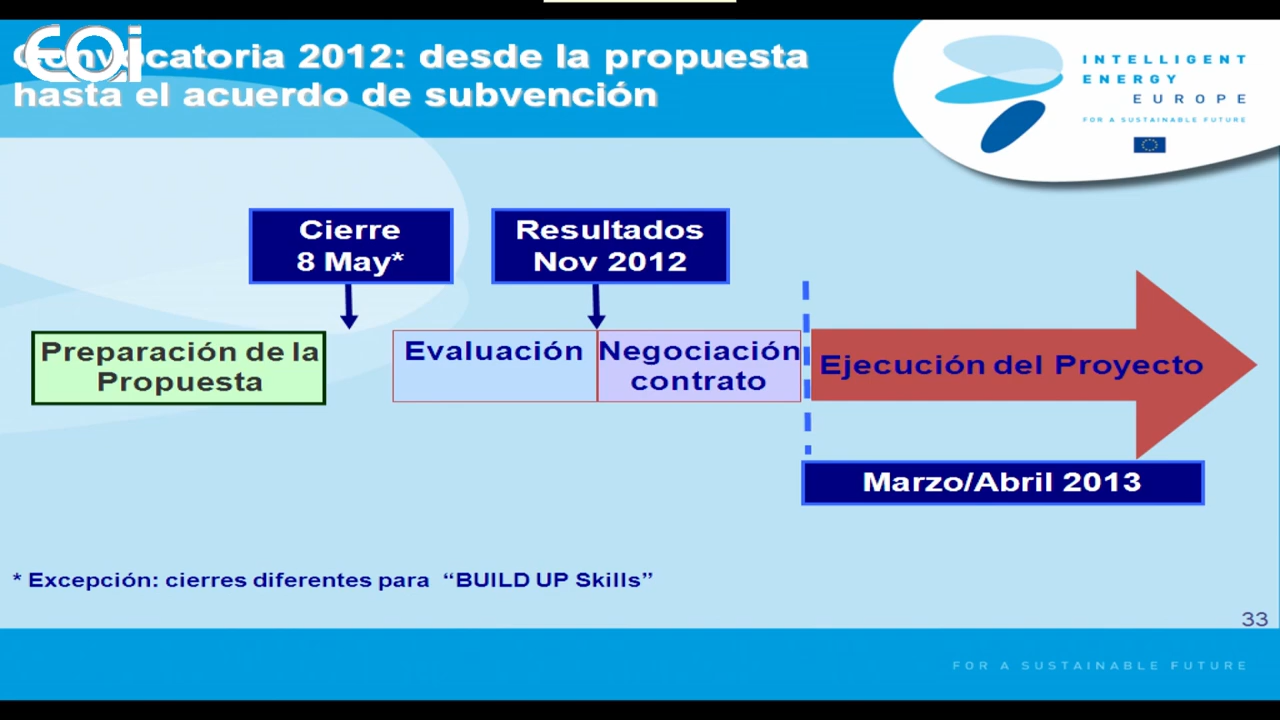 EOi
Convocatoria 2012: desde la propuesta
hasta el acuerdo de subvención
INTELLIGENT
ENERGY
EUROPE
FOR A SUSTAINABLE FUTURE
Cierre
8 May*
Resultados
Nov 2012
Preparación de la
Propuesta
Evaluación
Negociación
contrato
Ejecución del Proyecto
Marzo/Abril 2013
* Excepción: cierres diferentes para “BUILD UP Skills”
33
FOR A SUSTAINABLE FUTURE